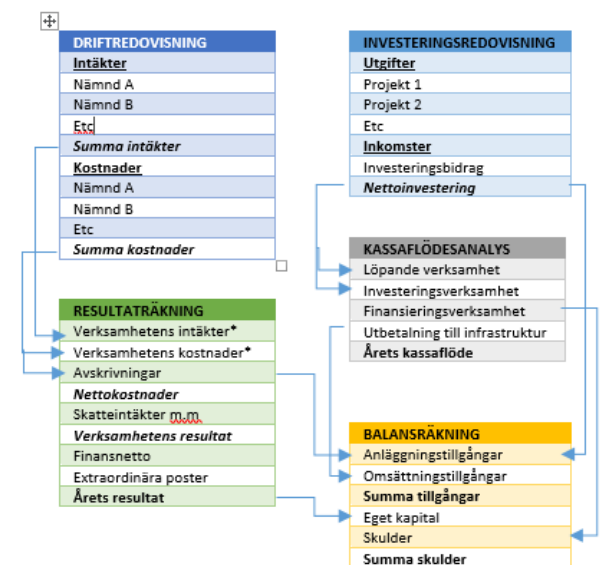 DRIFTREDOVISNING
Intäkter
Nämnd A
Nämnd B
Etc
Summa intäkter
Kostnader
Nämnd A
Nämnd B
Etc
Summa kostnader
RESULTATRÄKNING
Verksamhetens intäkter*
Verksamhetens kostnader*
Avskrivningar
Nettokostnader
Skatteintäkter m.m
Verksamhetens resultat
Finansnetto
Extraordinära poster
Årets resultat
INVESTERINGSREDOVISNING
Utgifter
Projekt 1
Projekt 2
Etc
Inkomster
Investeringsbidrag
Nettoinvestering
KASSAFLÖDESANALYS
Löpande verksamhet
Investeringsverksamhet
Finansieringsverksamhet
Utbetalning till infrastruktur
Årets kassaflöde
BALANSRÄKNING
Anläggningstillgångar
Omsättningstillgångar
Summa tillgångar
Eget kapital
Skulder
Summa skulder